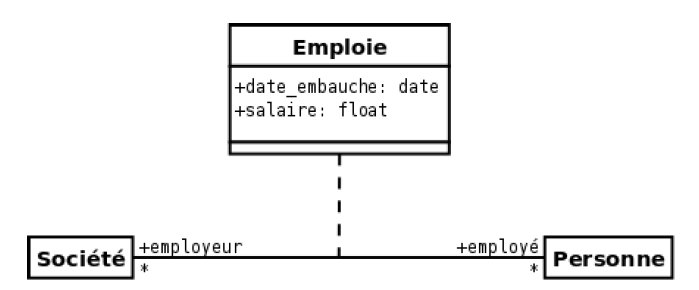 Emploie
+date_embauche: date
+salaire: float
+employeur
+employé
Société
*
*
Personne